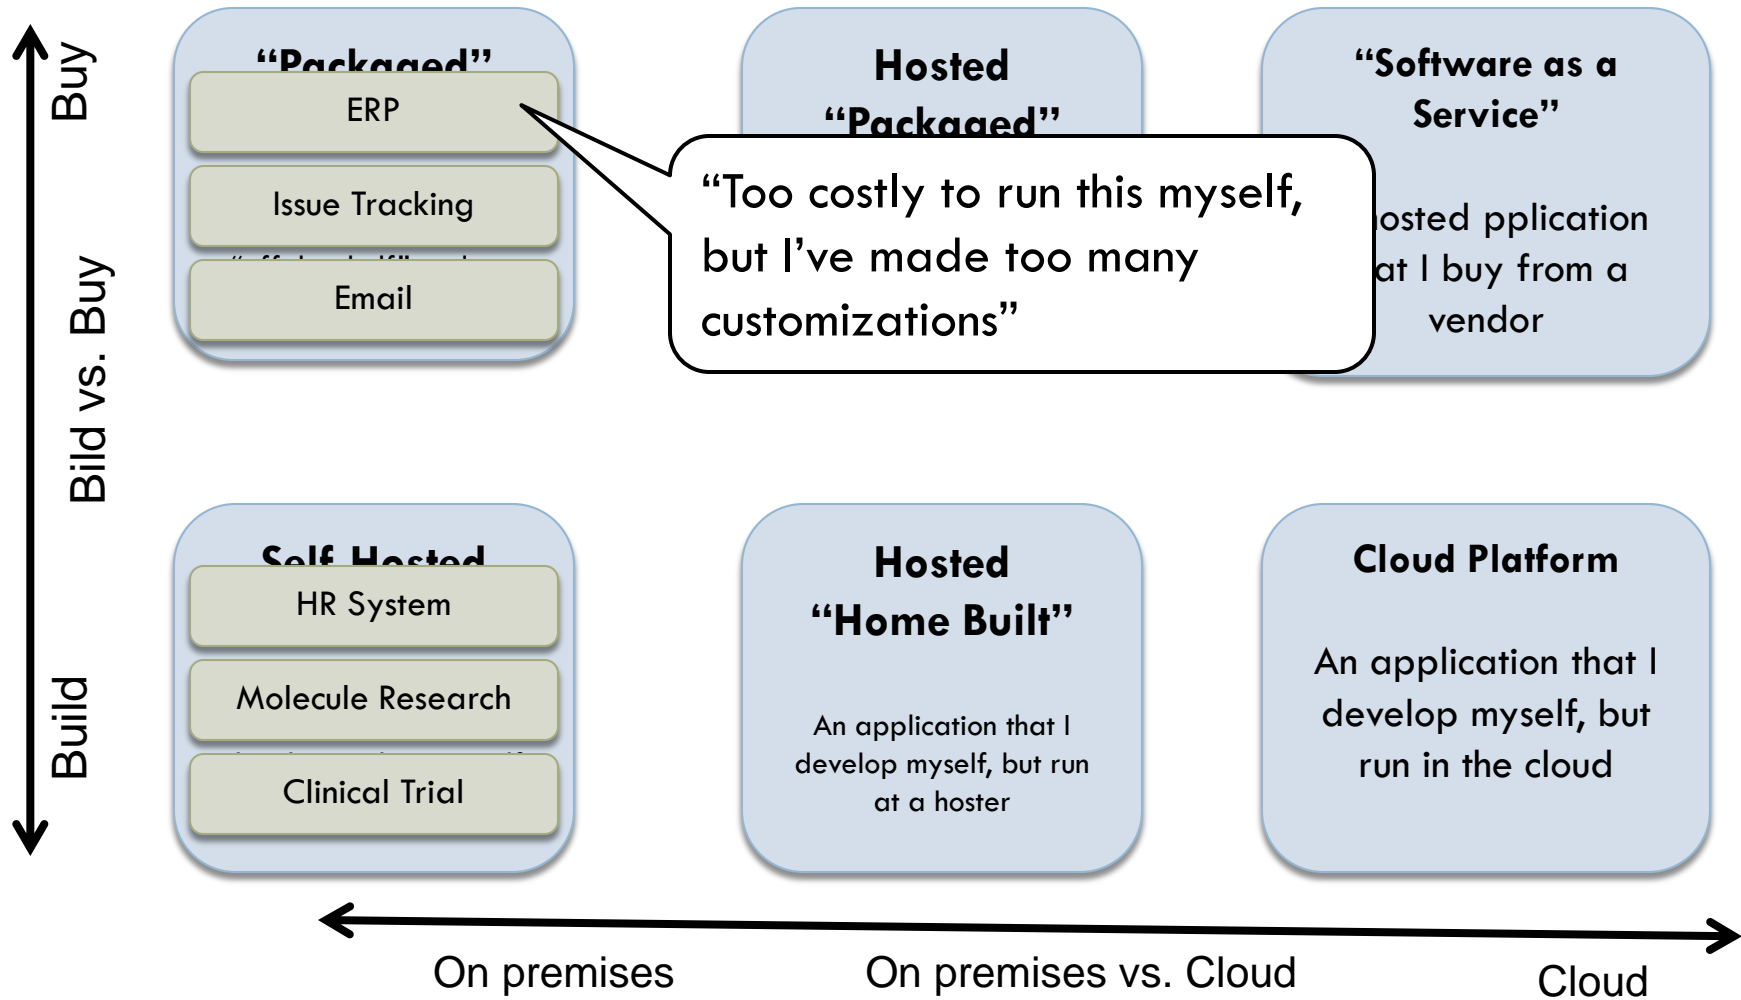 Buy
Bild vs. Buy
Build
“Packaged”
ERP
Issue Tracking
Email
Hosted
“Packaged”
“Software as a
Service”
hosted pplication
at I buy from a
vendor
“Too costly to run this myself,
but I’ve made too many
customizations”
Self Hosted
HR System
Molecule Research
Clinical Trial
Hosted
“Home Built”
An application that I
develop myself, but run
at a hoster
Cloud Platform
An application that I
develop myself, but
run in the cloud
On premises
On premises vs. Cloud
Cloud